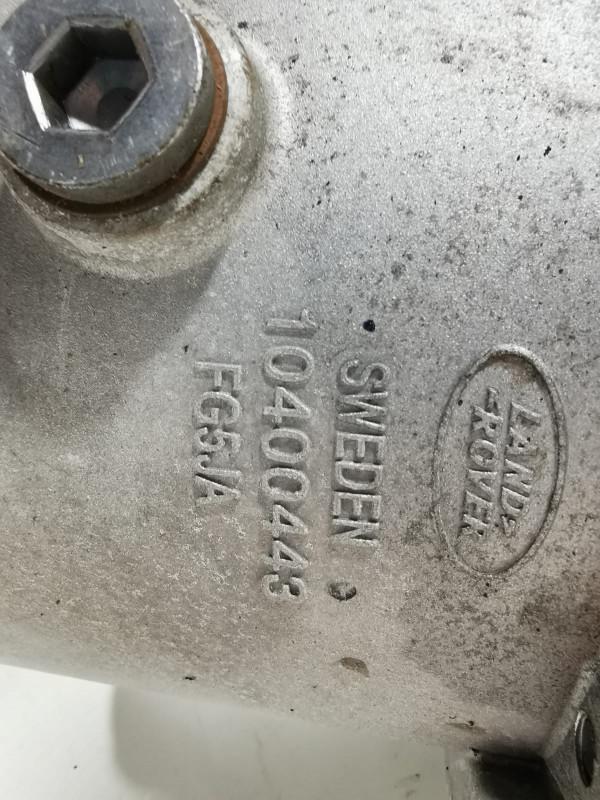 LAND-
-ROVER
SWEDEN
10400443
FG5JA